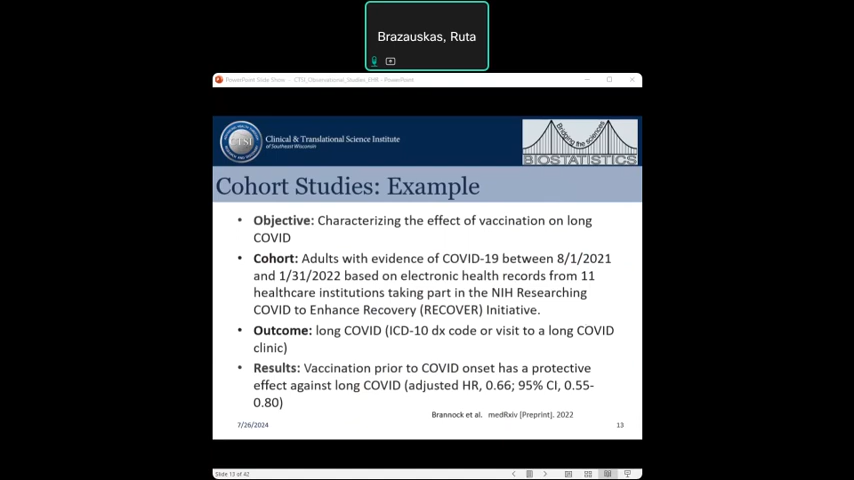 Brazauskas, Ruta
PowerPoint Slide Show - CTSI_Observational_Studies_EHR - PowerPoint
CTSI
Clinical & Translational Science Institute
of Southeast Wisconsin
Bridging the sciences
BIOSTATISTICS
Cohort Studies: Example
• Objective: Characterizing the effect of vaccination on long
COVID
• Cohort: Adults with evidence of COVID-19 between 8/1/2021
and 1/31/2022 based on electronic health records from 11
healthcare institutions taking part in the NIH Researching
COVID to Enhance Recovery (RECOVER) Initiative.
• Outcome: long COVID (ICD-10 dx code or visit to a long COVID
clinic)
• Results: Vaccination prior to COVID onset has a protective
effect against long COVID (adjusted HR, 0.66; 95% CI, 0.55-
0.80)
Brannock et al. medRxiv [Preprint]. 2022
7/26/2024
13
Slide 13 of 42